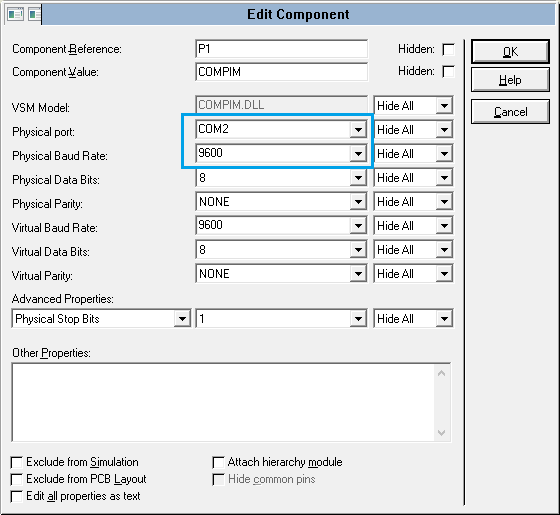 Edit Component
Component Reference: P1 Hidden: OK
Component Value: COMPIM Hidden: Help
VSM Model: COMPIM.DLL Hide All Cancel
Physical port: COM2 Hide All
Physical Baud Rate: 9600 Hide All
Physical Data Bits: 8 Hide All
Physical Parity: NONE Hide All
Virtual Baud Rate: 9600 Hide All
Virtual Data Bits: 8 Hide All
Virtual Parity: NONE Hide All
Advanced Properties:
Physical Stop Bits 1 Hide All
Other Properties:
Exclude from Simulation Attach hierarchy module
Exclude from PCB Layout Hide common pins
Edit all properties as text